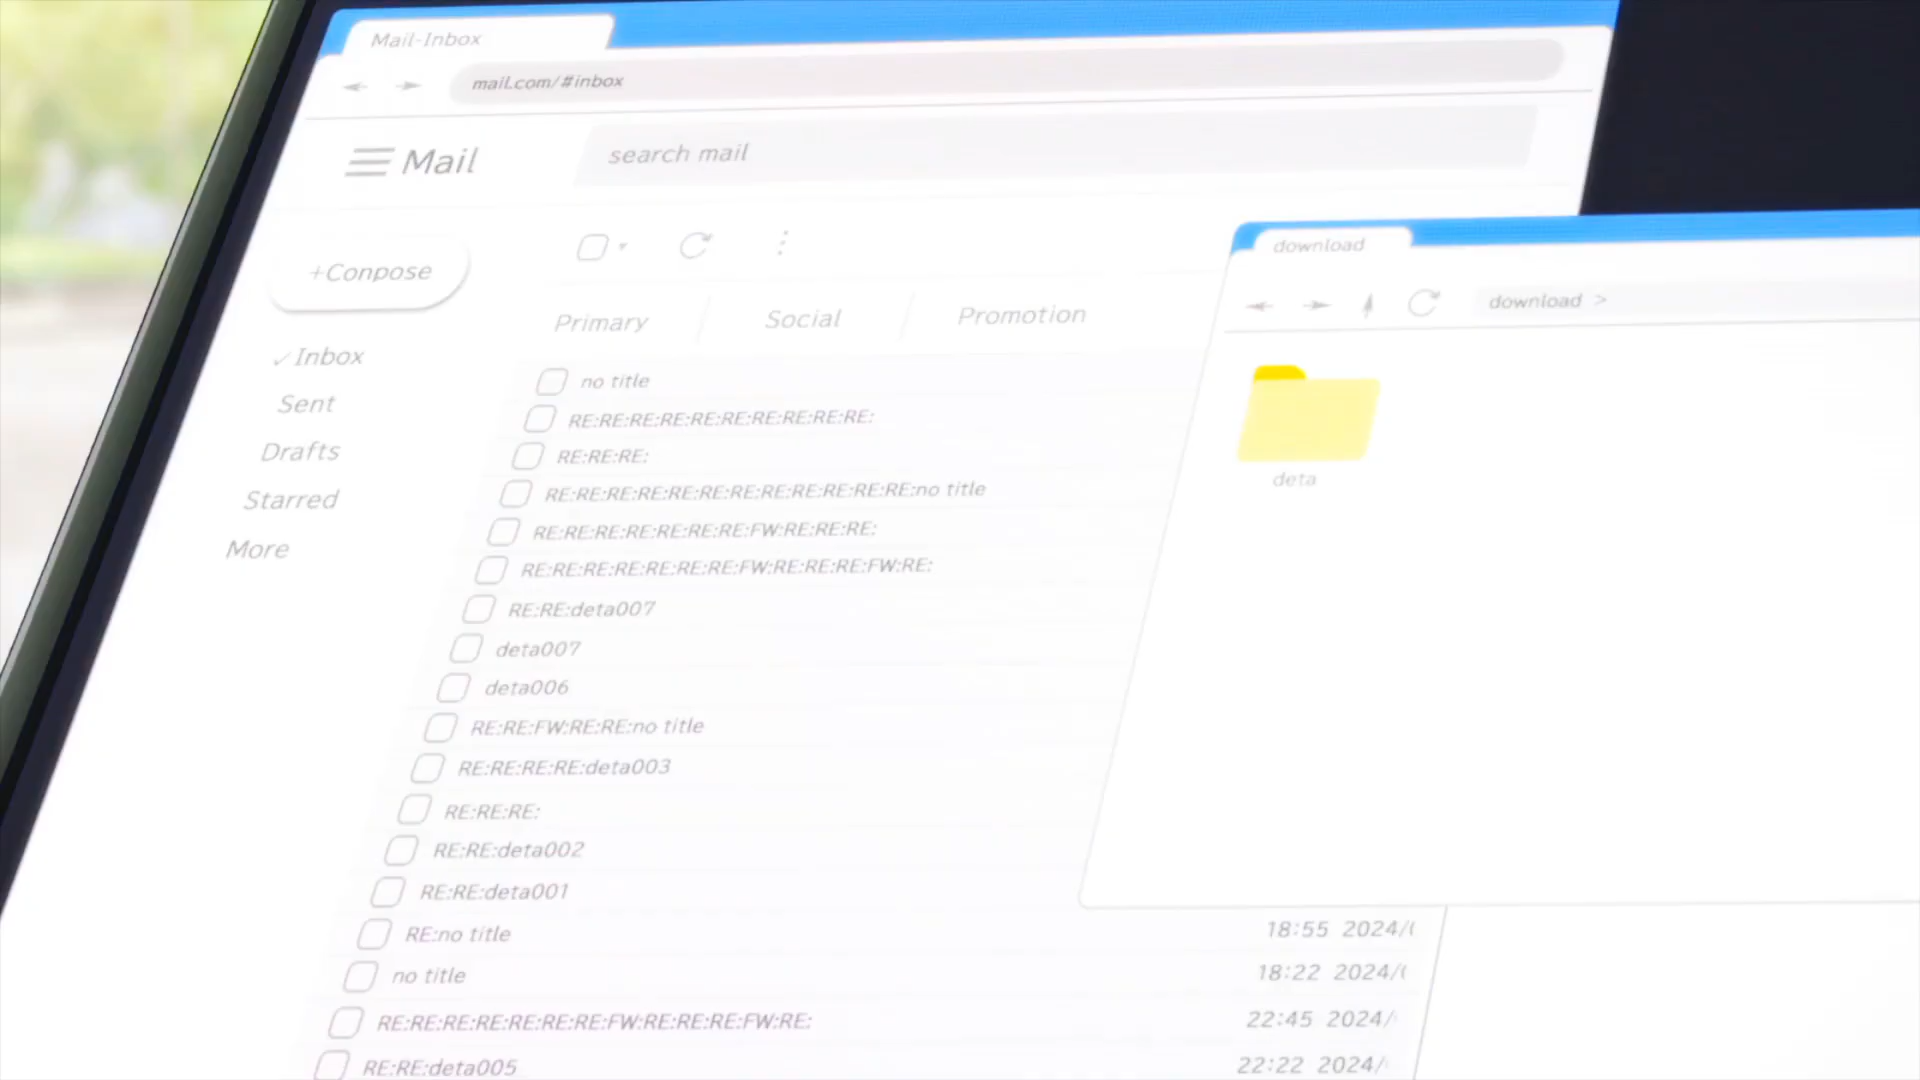 Mail-Inbox
mail.com/#inbox
Mail
search mail
+Conpose
Inbox
Sent
Drafts
Starred
More
Primary
Social
Promotion
no title
RE:RE:RE:RE:RE:RE:RE:RE:RE:RE:
RE:RE:RE:
RE:RE:RE:RE:RE:RE:RE:RE:RE:RE:RE:RE:no title
RE:RE:RE:RE:RE:RE:RE:FW:RE:RE:RE:
RE:RE:RE:RE:RE:RE:RE:FW:RE:RE:RE:FW:RE:
RE:RE:deta007
deta007
deta006
RE:RE:FW:RE:RE:no title
RE:RE:RE:RE:deta003
RE:RE:RE:
RE:RE:deta002
RE:RE:deta001
RE:no title 18:55 2024/
no title 18:22 2024/
RE:RE:RE:RE:RE:RE:RE:FW:RE:RE:RE:FW:RE: 22:45 2024/
RE:RE:deta005 22:22 2024/
download
download >
deta